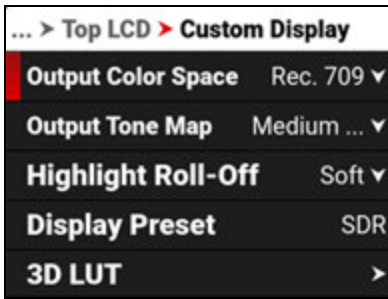 ... > Top LCD > Custom Display
Output Color Space Rec. 709
Output Tone Map Medium ...
Highlight Roll-Off Soft
Display Preset SDR
3D LUT >